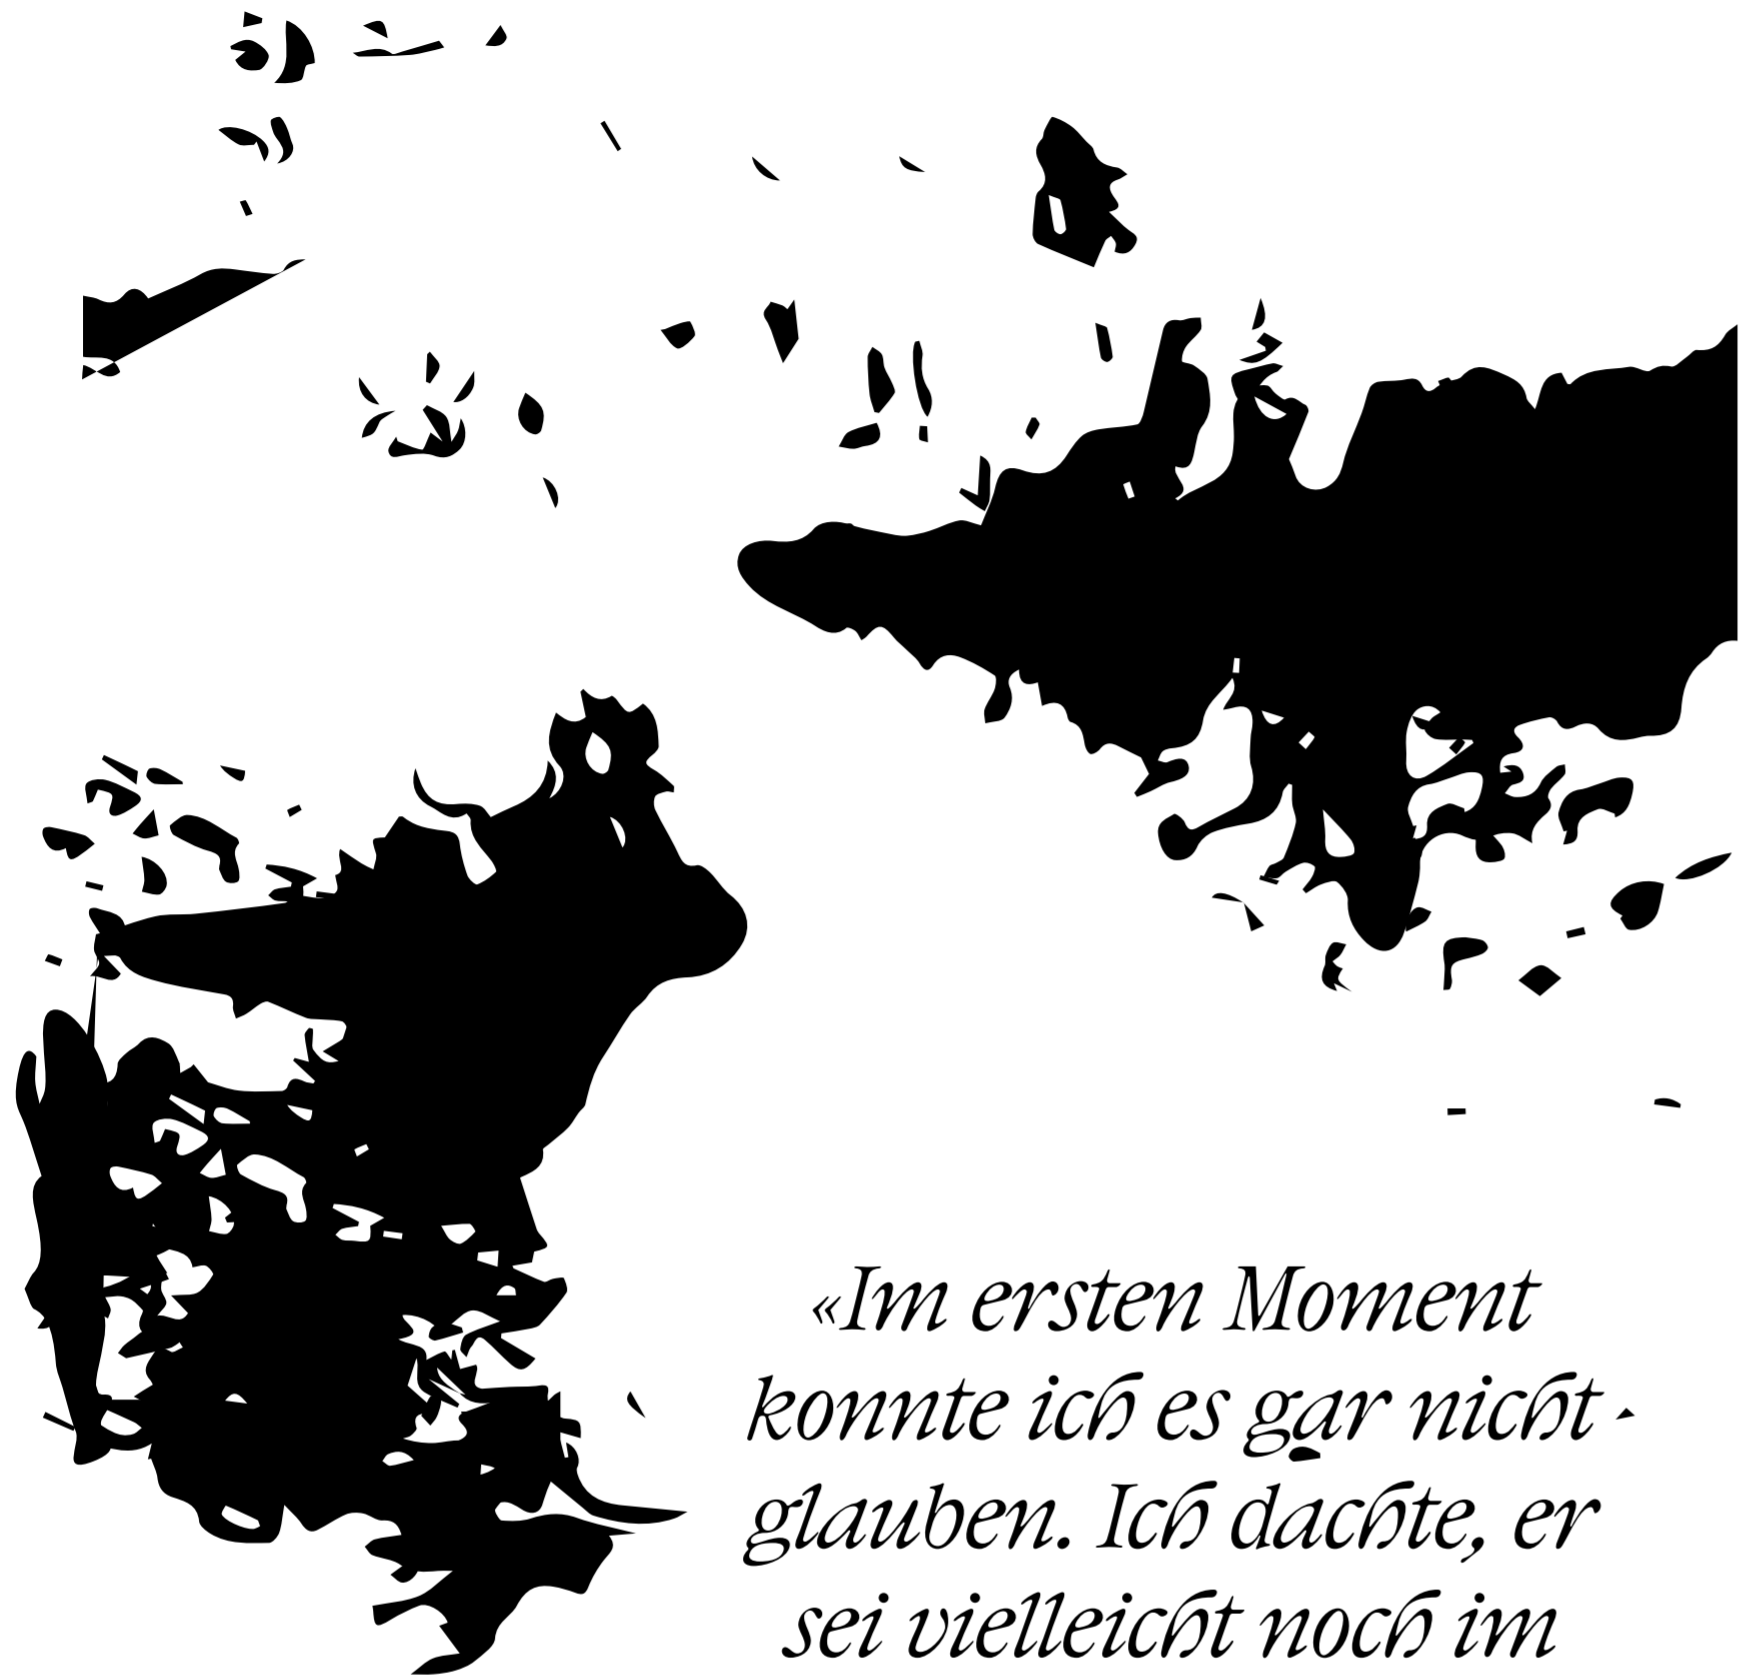 «Im ersten Moment
konnte ich es gar nicht
glauben. Ich dachte, er
sei vielleicht noch im